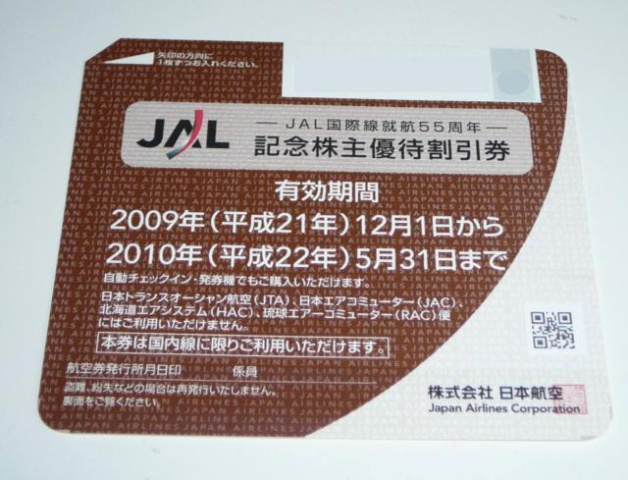 矢印の方向に
1枚ずつお入れください。
JAL
JAL国際線就航55周年
記念株主優待割引券
有効期間
2009年(平成21年)12月1日から
2010年(平成22年)5月31日まで
自動チェックイン・発券機でもご購入いただけます。
日本トランスオーシャン航空(JTA)、日本エアコミューター(JAC)、
北海道エアシステム(HAC)、琉球エアーコミューター(RAC)便
にはご利用いただけません。
本券は国内線に限りご利用いただけます。
航空券発行所月日印 係員
盗難、紛失などの場合は再発行いたしません。
裏面をご覧ください。
株式会社 日本航空
Japan Airlines Corporation